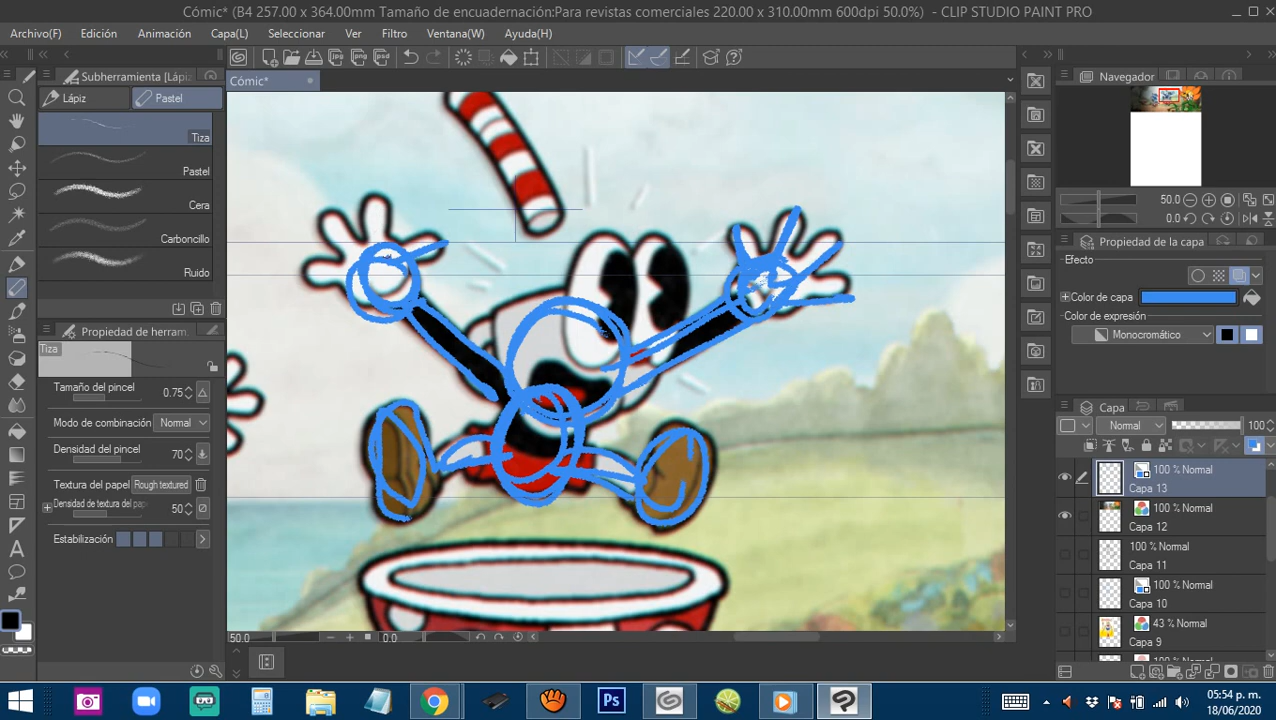 Cómic* (B4 257.00 x 364.00mm Tamaño de encuadernación:Para revistas comerciales 220.00 x 310.00mm 600dpi 50.0%) - CLIP STUDIO PAINT PRO
Archivo(F) Edición Animación Capa(L) Seleccionar Ver Filtro Ventana(W) Ayuda(H)
Subherramienta [Lápiz
Cómic*
Navegador
Lápiz Pastel
Tiza
Pastel
Cera
Carboncillo
Ruido
50.0
0.0
Propiedad de la capa
Efecto
Color de capa
Color de expresión
Monocromático
Propiedad de herram
Tiza
Tamaño del pincel 0.75
Modo de combinación Normal
Densidad del pincel 70
Textura del papel Rough textured
Densidad de textura del pap 50
Estabilización
Capa
Normal 100
100 % Normal
Capa 13
100 % Normal
Capa 12
100 % Normal
Capa 11
100 % Normal
Capa 10
43 % Normal
Capa 9
100 % Normal
50.0 0.0
Ps
05:54 p. m.
18/06/2020